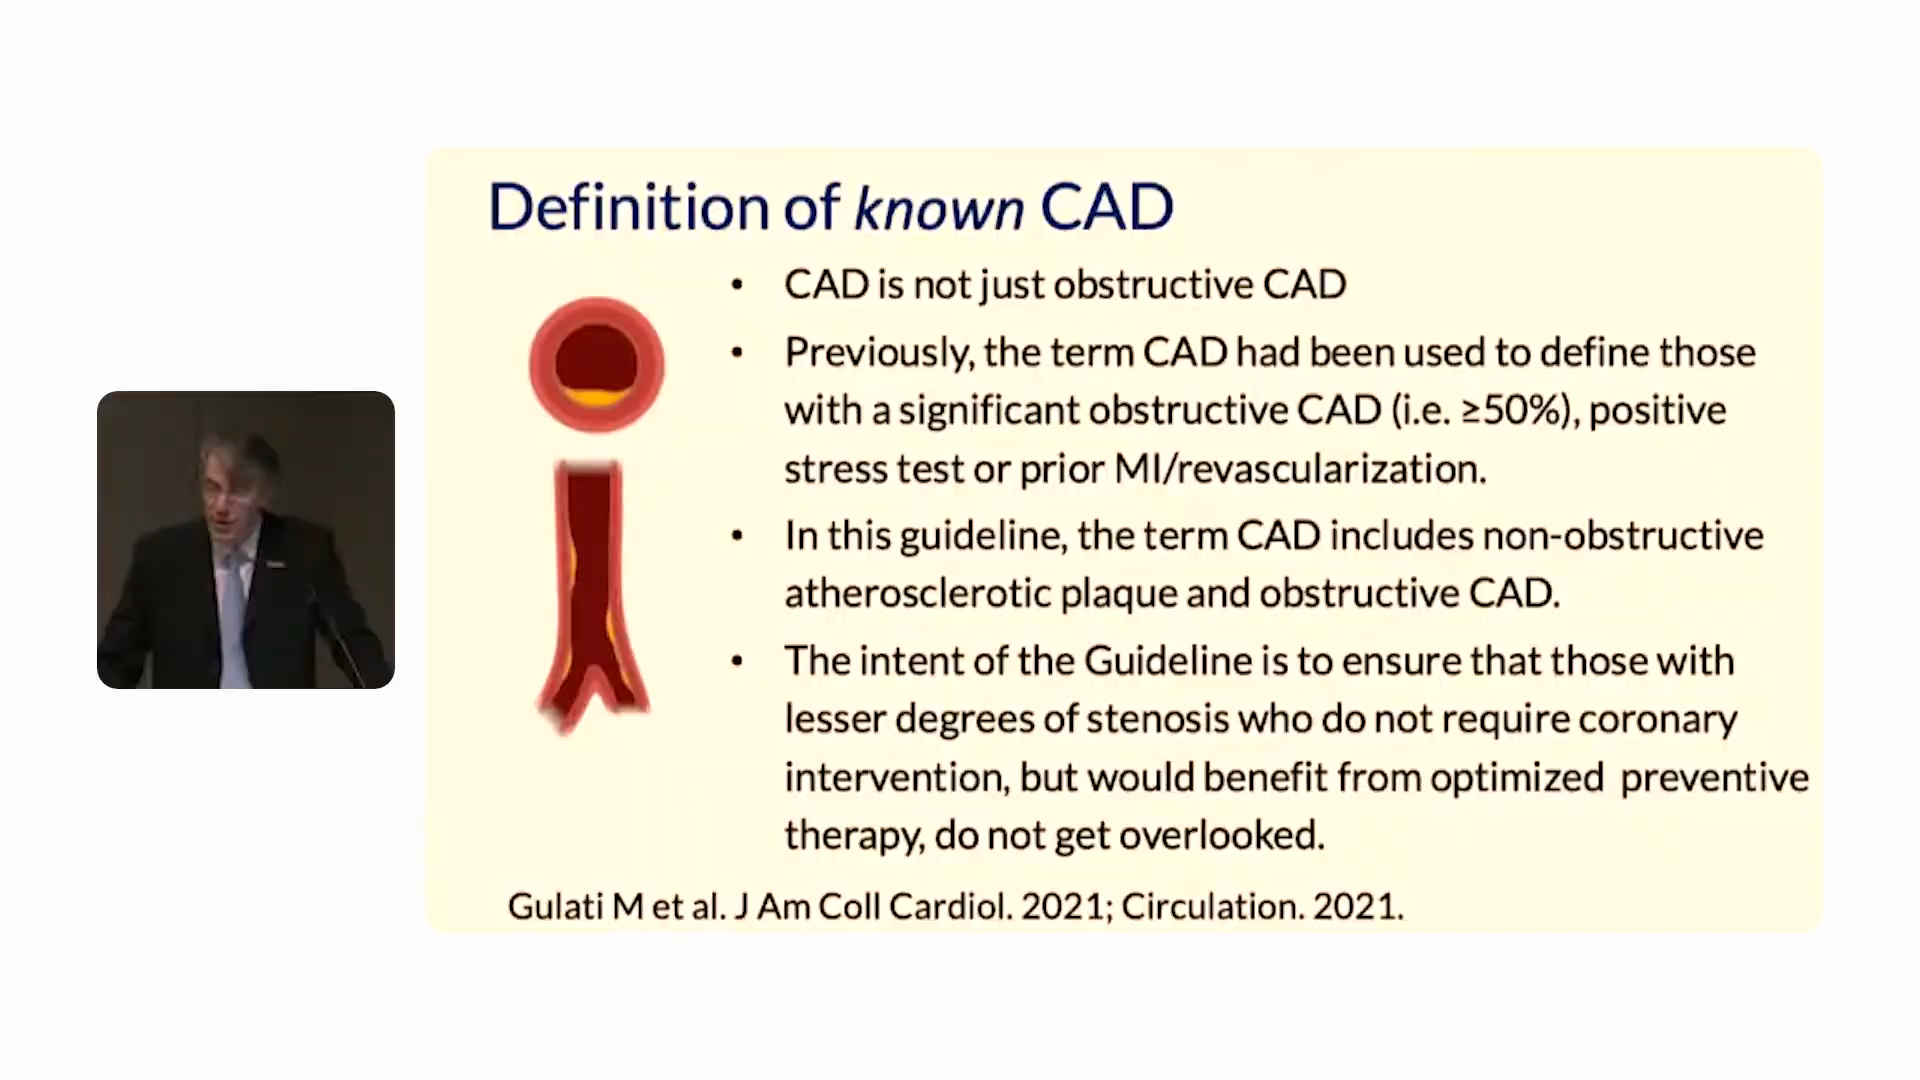 Definition of known CAD
• CAD is not just obstructive CAD
• Previously, the term CAD had been used to define those
with a significant obstructive CAD (i.e. ≥50%), positive
stress test or prior MI/revascularization.
• In this guideline, the term CAD includes non-obstructive
atherosclerotic plaque and obstructive CAD.
• The intent of the Guideline is to ensure that those with
lesser degrees of stenosis who do not require coronary
intervention, but would benefit from optimized preventive
therapy, do not get overlooked.
Gulati M et al. J Am Coll Cardiol. 2021; Circulation. 2021.